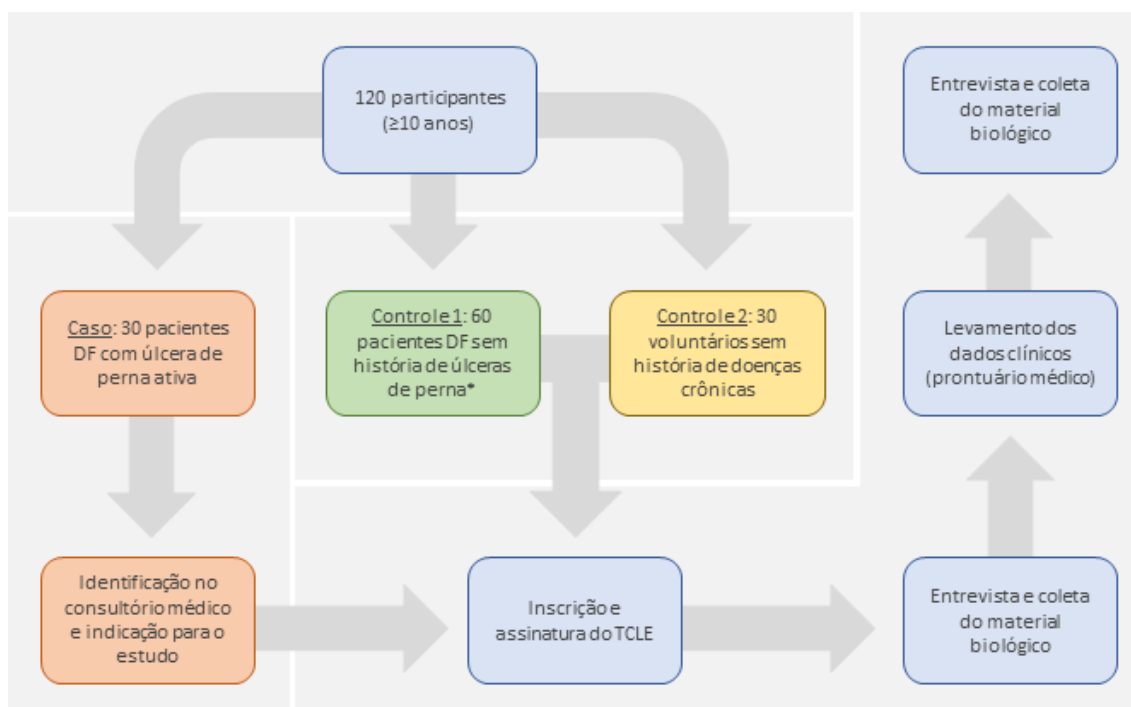 120 participantes
(≥10 anos)
Caso: 30 pacientes
DF com úlcera de
perna ativa
Controle 1: 60
pacientes DF sem
história de úlceras
de perna*
Controle 2: 30
voluntários sem
história de doenças
crônicas
Identificação no
consultório médico
e indicação para o
estudo
Inscrição e
assinatura do TCLE
Entrevista e coleta
do material
biológico
Levamento dos
dados clínicos
(prontuário médico)
Entrevista e coleta
do material
biológico